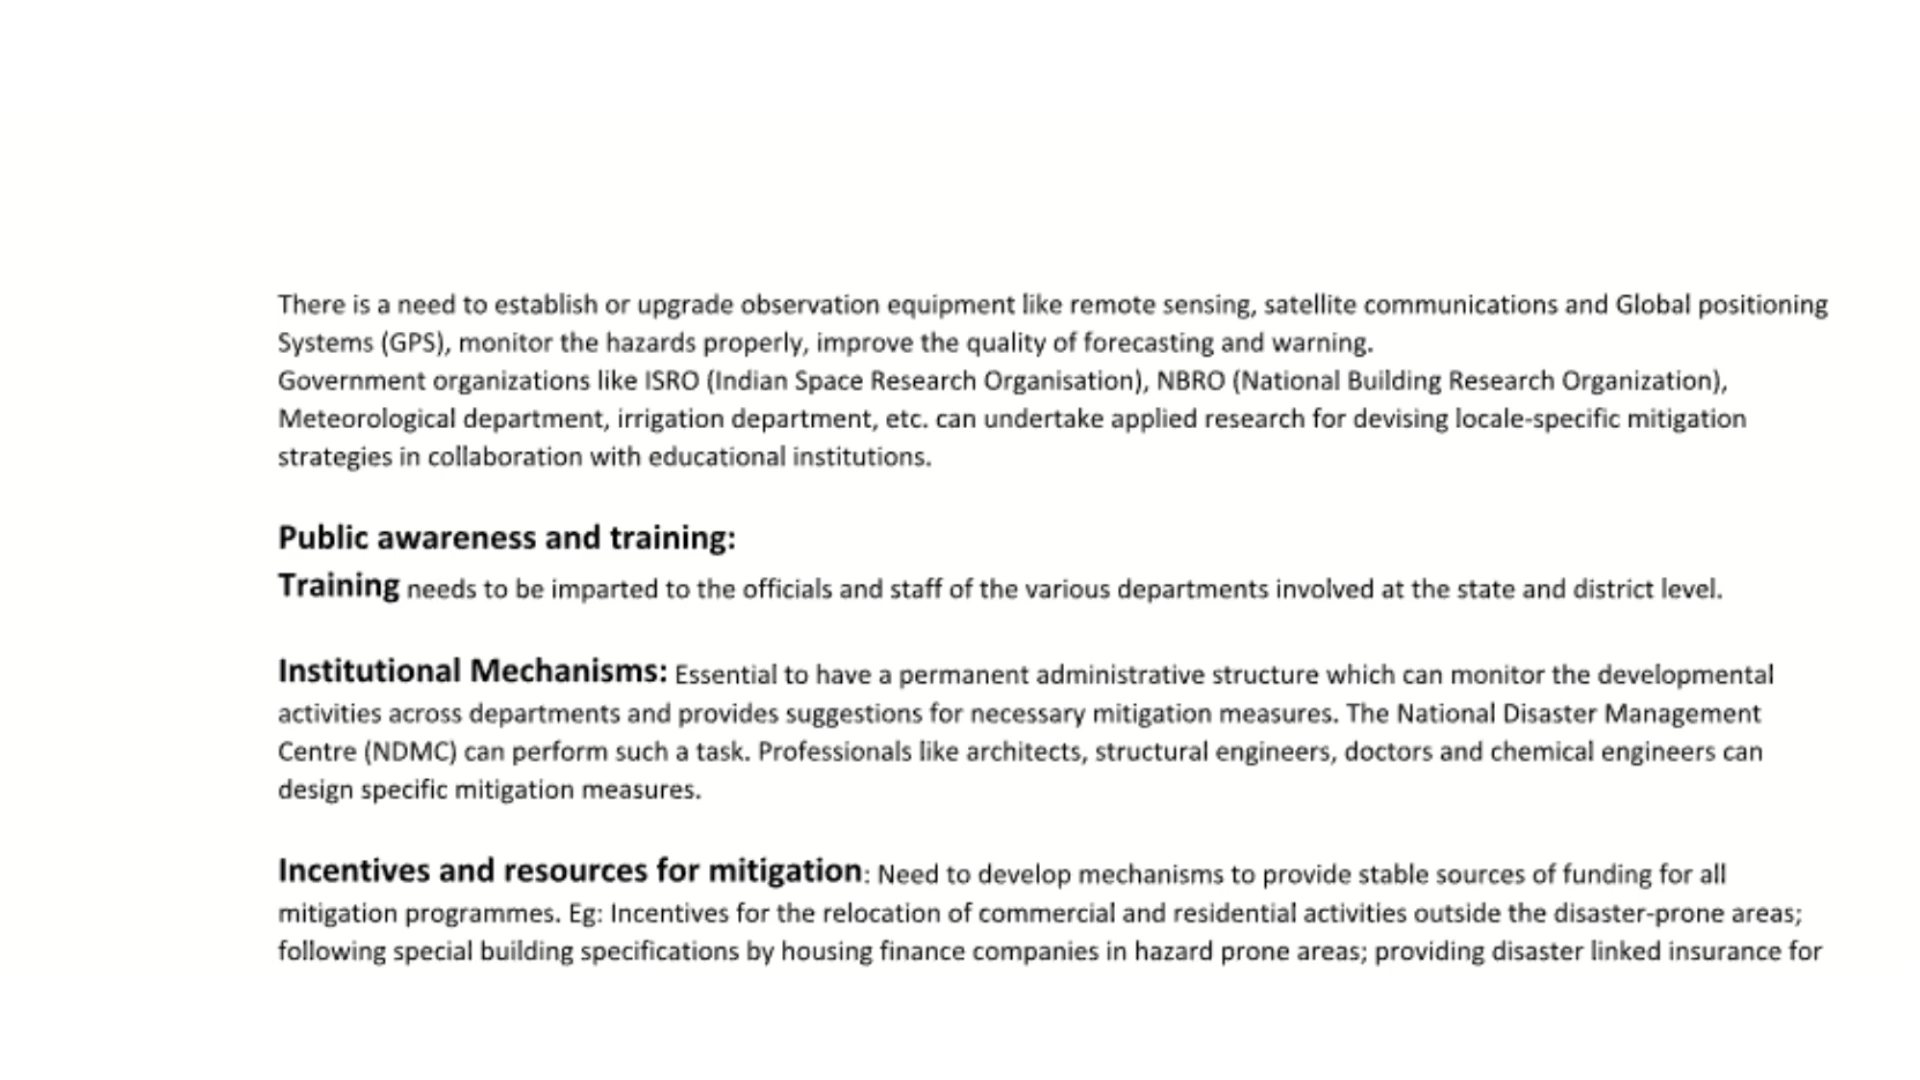 There is a need to establish or upgrade observation equipment like remote sensing, satellite communications and Global positioning
Systems (GPS), monitor the hazards properly, improve the quality of forecasting and warning.
Government organizations like ISRO (Indian Space Research Organisation), NBRO (National Building Research Organization),
Meteorological department, irrigation department, etc. can undertake applied research for devising locale-specific mitigation
strategies in collaboration with educational institutions.
Public awareness and training:
Training needs to be imparted to the officials and staff of the various departments involved at the state and district level.
Institutional Mechanisms: Essential to have a permanent administrative structure which can monitor the developmental
activities across departments and provides suggestions for necessary mitigation measures. The National Disaster Management
Centre (NDMC) can perform such a task. Professionals like architects, structural engineers, doctors and chemical engineers can
design specific mitigation measures.
Incentives and resources for mitigation: Need to develop mechanisms to provide stable sources of funding for all
mitigation programmes. Eg: Incentives for the relocation of commercial and residential activities outside the disaster-prone areas;
following special building specifications by housing finance companies in hazard prone areas; providing disaster linked insurance for